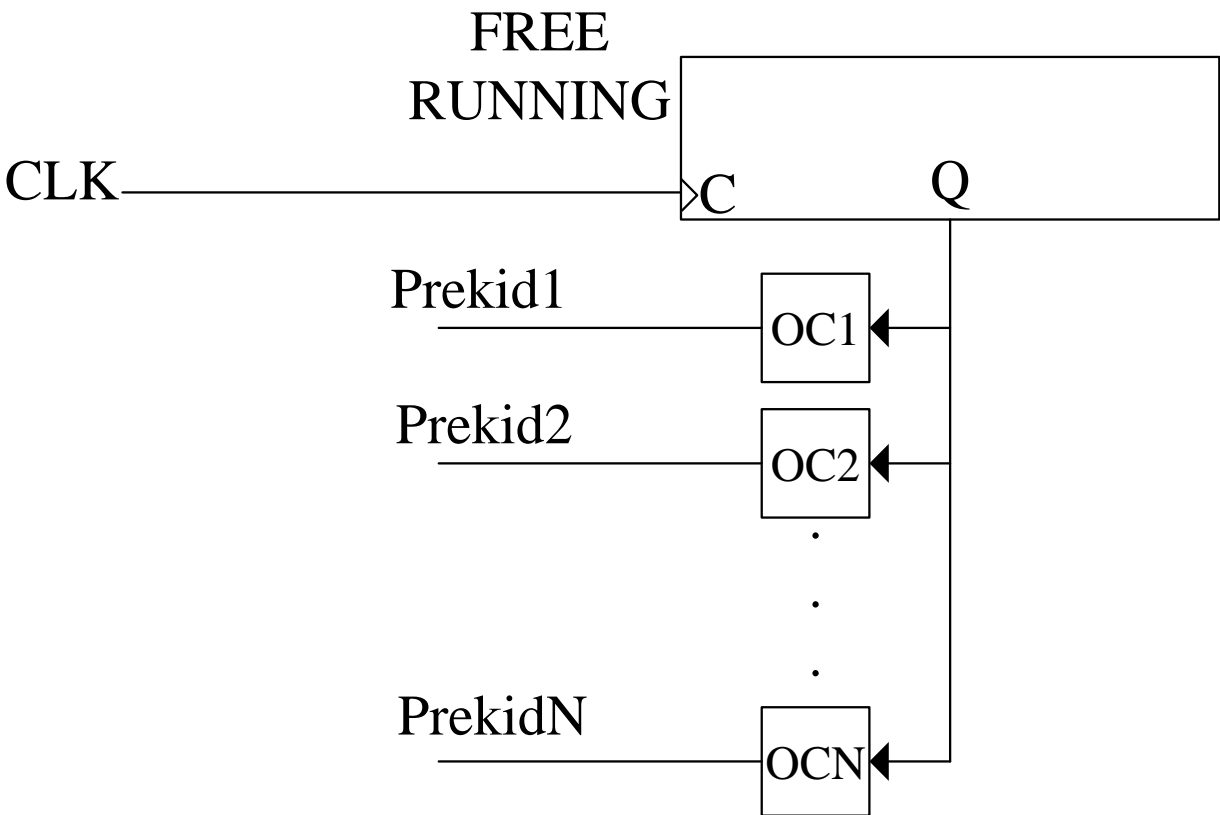 FREE
RUNNING
CLK
C
Q
Prekid1
OC1
Prekid2
OC2
PrekidN
OCN